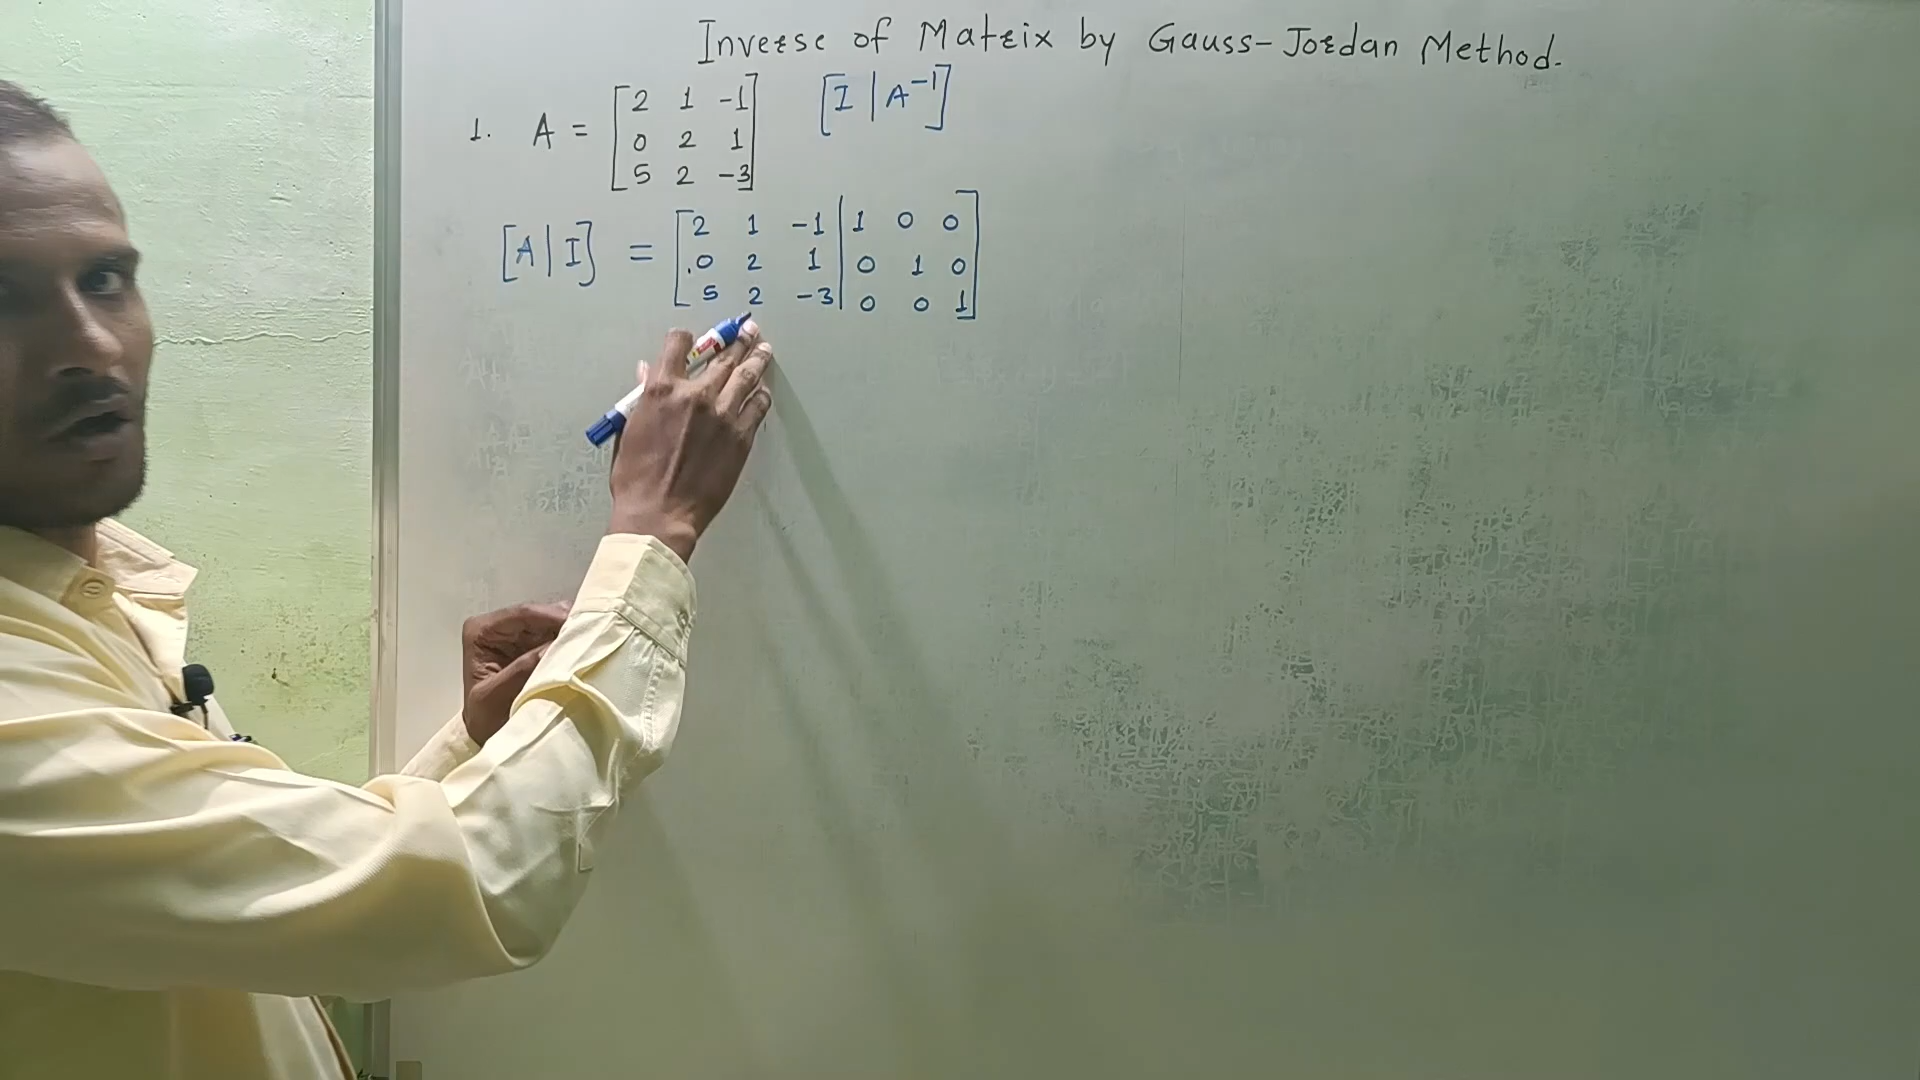 Inverse of Matrix by Gauss-Jordan Method.
1. A = [2 1 -1 [I | A⁻¹]
0 2 1
5 2 -3]
[A | I] = [2 1 -1 | 1 0 0
0 2 1 | 0 1 0
5 2 -3 | 0 0 1]